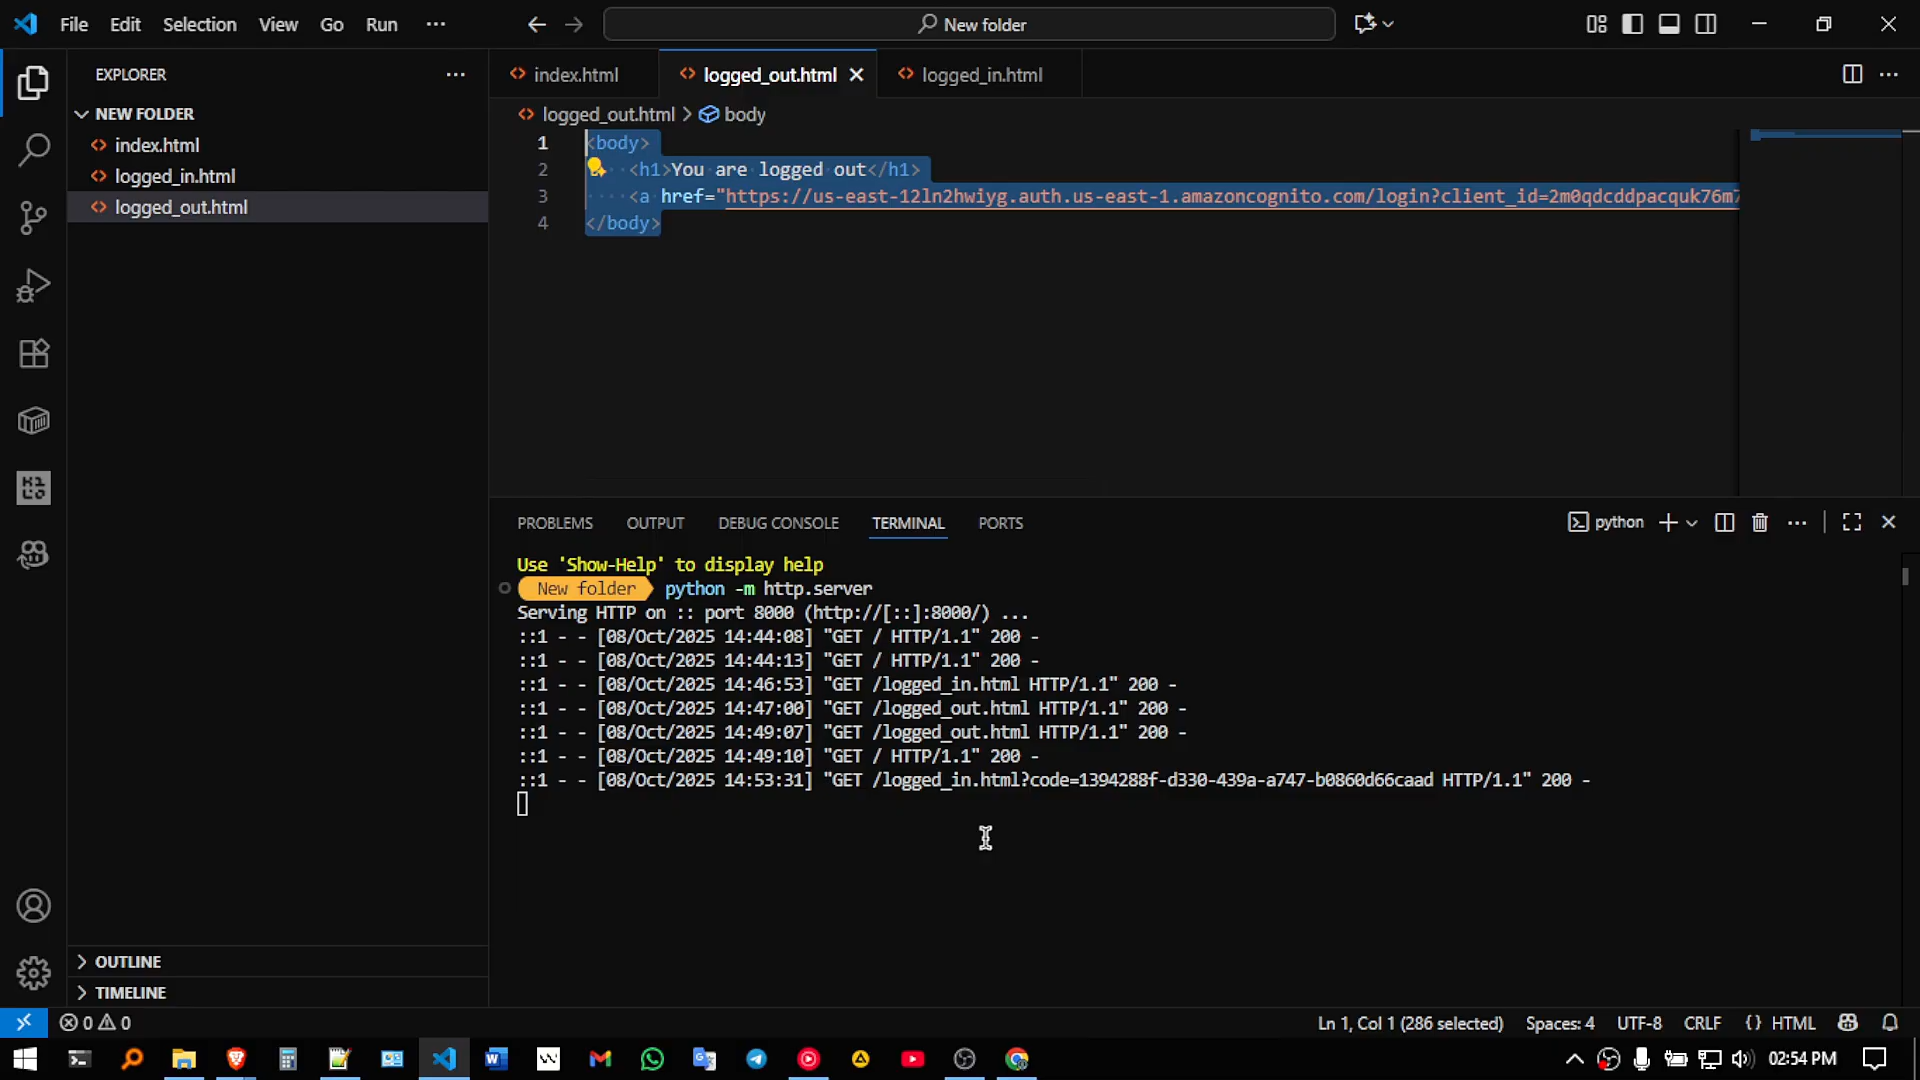 File Edit Selection View Go Run ···
New folder
EXPLORER
NEW FOLDER
index.html
logged_in.html
logged_out.html
OUTLINE
TIMELINE
index.html
logged_out.html
logged_in.html
logged_out.html > body
1 <body>
2 <h1>You are logged out</h1>
3 <a href="https://us-east-12ln2hwiyg.auth.us-east-1.amazoncognito.com/login?client_id=2m0qdcddpacquk76m7
4 </body>
PROBLEMS OUTPUT DEBUG CONSOLE TERMINAL PORTS
python
Use 'Show-Help' to display help
New folder python -m http.server
Serving HTTP on :: port 8000 (http://[::]:8000/) ...
::1 - - [08/Oct/2025 14:44:08] "GET / HTTP/1.1" 200 -
::1 - - [08/Oct/2025 14:44:13] "GET / HTTP/1.1" 200 -
::1 - - [08/Oct/2025 14:46:53] "GET /logged_in.html HTTP/1.1" 200 -
::1 - - [08/Oct/2025 14:47:00] "GET /logged_out.html HTTP/1.1" 200 -
::1 - - [08/Oct/2025 14:49:07] "GET /logged_out.html HTTP/1.1" 200 -
::1 - - [08/Oct/2025 14:49:10] "GET / HTTP/1.1" 200 -
::1 - - [08/Oct/2025 14:53:31] "GET /logged_in.html?code=1394288f-d330-439a-a747-b0860d66caad HTTP/1.1" 200 -
0 0
Ln 1, Col 1 (286 selected) Spaces: 4 UTF-8 CRLF {} HTML
02:54 PM